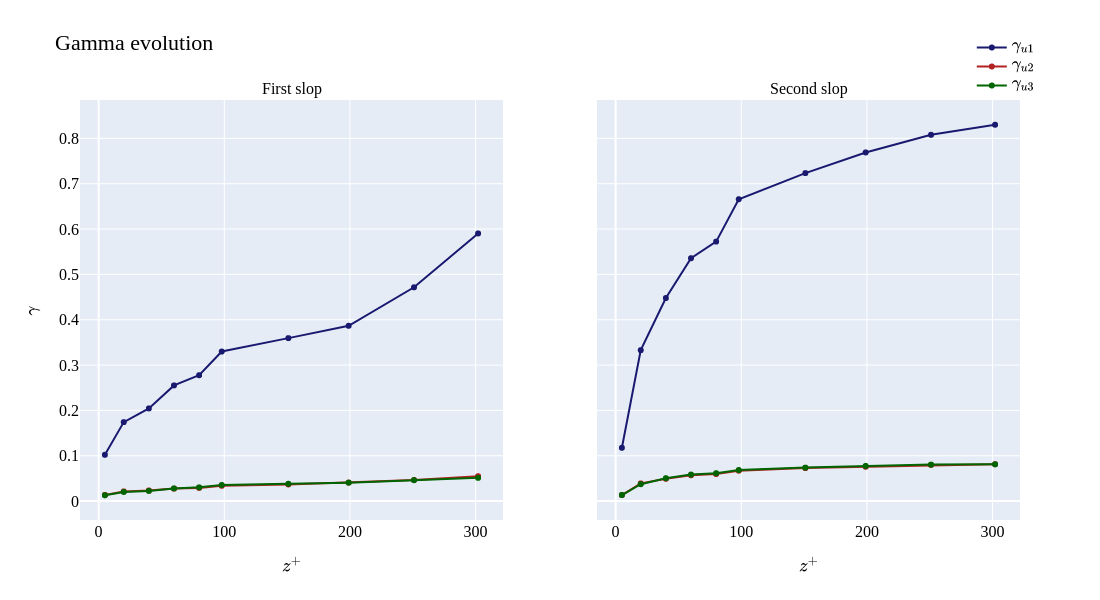 Gamma evolution
γu1
γu2
γu3
First slop
Second slop
0.8
0.7
0.6
0.5
0.4
0.3
0.2
0.1
0
γ
0 100 200 300
0 100 200 300
z+
z+